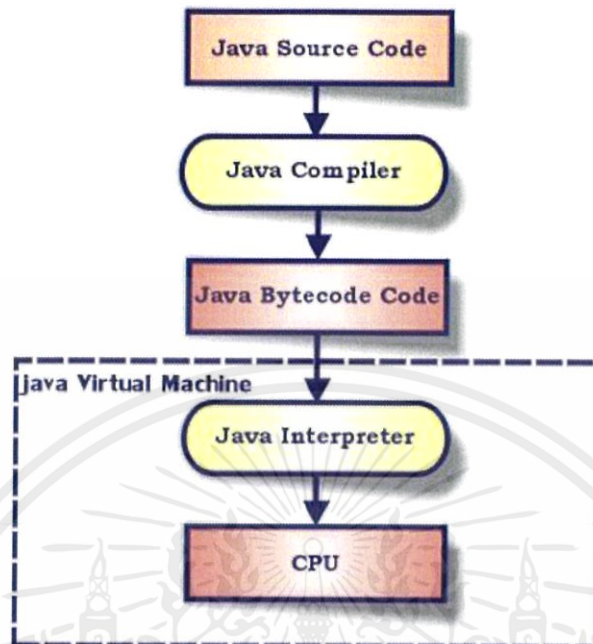 Java Source Code
Java Compiler
Java Bytecode Code
java Virtual Machine
Java Interpreter
CPU